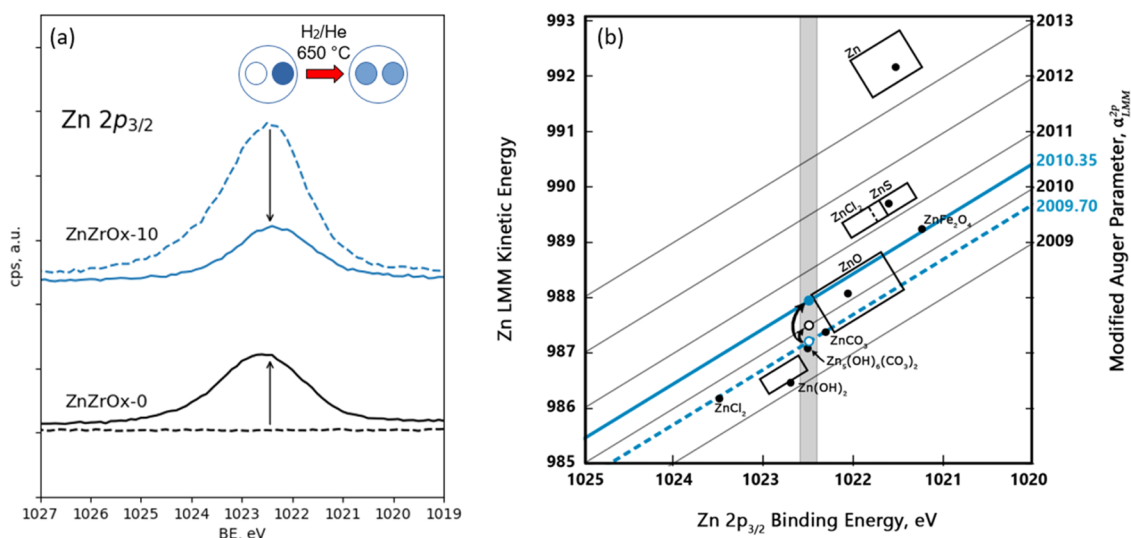 (a)
H2/He
650 °C
Zn 2p3/2
ZnZrOx-10
ZnZrOx-0
cps, a.u.
1027 1026 1025 1024 1023 1022 1021 1020 1019
BE, eV
(b)
993
992
991
990
989
988
987
986
985
Zn LMM Kinetic Energy
Zn
ZnCl2
ZnS
ZnFe2O4
ZnO
ZnCO3
Zn5(OH)6(CO3)2
Zn(OH)2
ZnCl2
2013
2012
2011
2010.35
2010
2009.70
2009
Modified Auger Parameter, α2pLMM
1025 1024 1023 1022 1021 1020
Zn 2p3/2 Binding Energy, eV